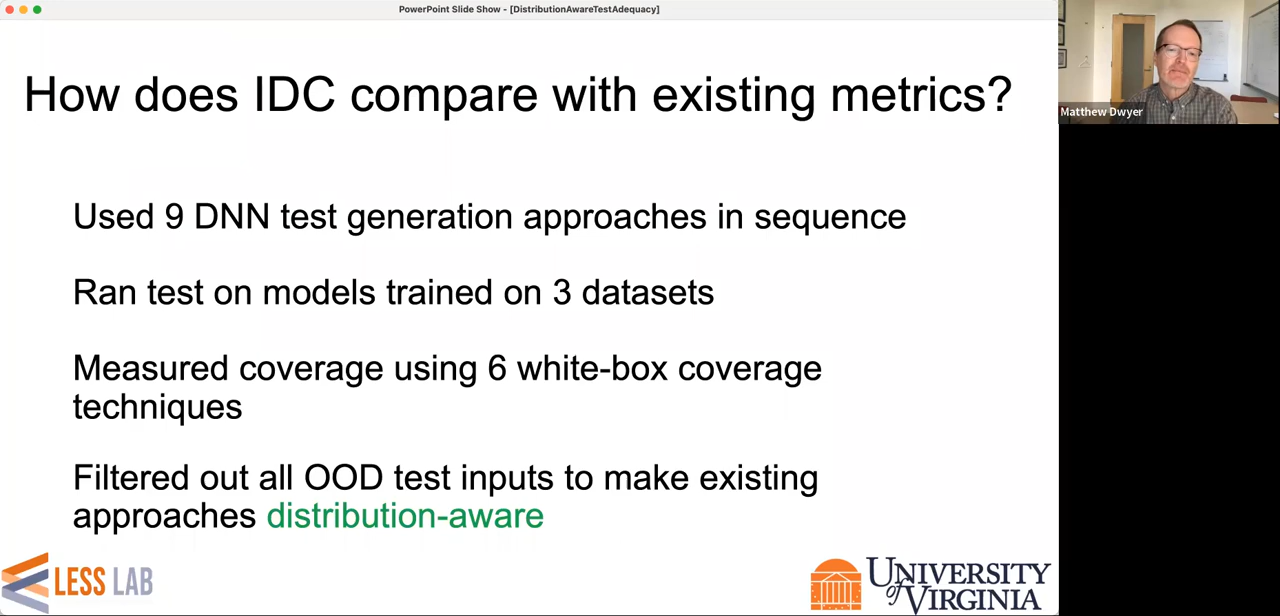 PowerPoint Slide Show - [DistributionAwareTestAdequacy]
How does IDC compare with existing metrics?
Used 9 DNN test generation approaches in sequence
Ran test on models trained on 3 datasets
Measured coverage using 6 white-box coverage
techniques
Filtered out all OOD test inputs to make existing
approaches distribution-aware
LESS LAB
UNIVERSITY
of VIRGINIA
Matthew Dwyer